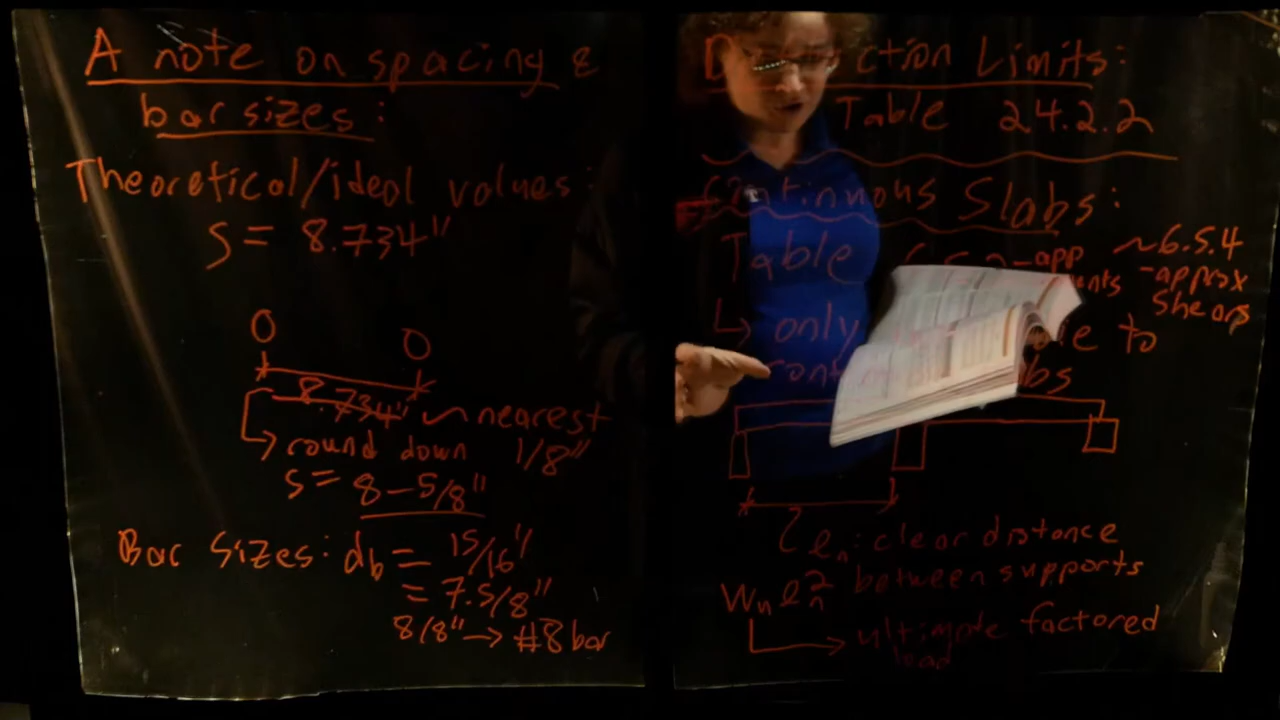 A note on spacing &
bar sizes:
Theoretical/ideal values:
S = 8.734"
8.734" ~ nearest
1/8"
↳ round down
S = 8-5/8"
Bar Sizes: db = 15/16"
= 7.5/8"
8/8" → #8 bar
ction Limits:
Table 24.2.2
Continuous Slabs:
Table
-app
~6.5.4
-approx
Shears
↳ only
to
ln: clear distance
between supports
Wu ln²
↳ ultimate factored
load